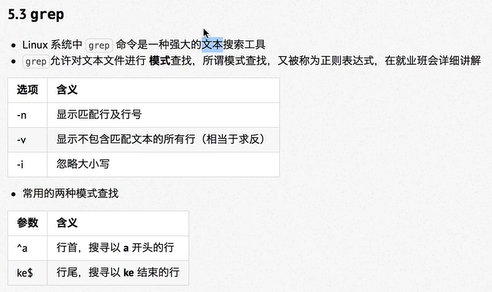 5.3 grep
Linux 系统中 grep 命令是一种强大的文本搜索工具
grep 允许对文本文件进行 模式查找，所谓模式查找，又被称为正则表达式，在就业班会详细讲解
选项 含义
-n 显示匹配行及行号
-v 显示不包含匹配文本的所有行（相当于求反）
-i 忽略大小写
常用的两种模式查找
参数 含义
^a 行首，搜寻以 a 开头的行
ke$ 行尾，搜寻以 ke 结束的行